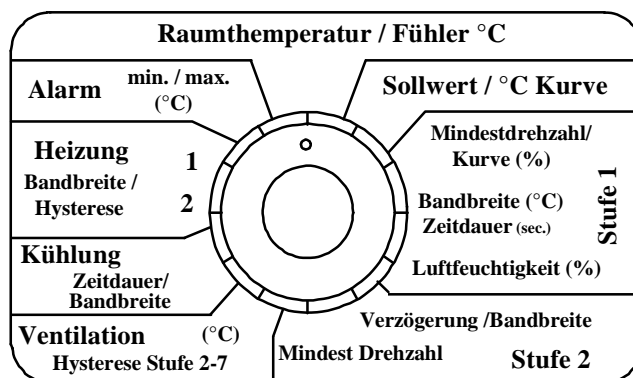 Raumthemperatur / Fühler °C
Alarm min. / max. (°C)
Sollwert / °C Kurve
Heizung 1
Bandbreite /
Hysterese 2
Mindestdrehzahl/
Kurve (%)
Bandbreite (°C)
Zeitdauer (sec.)
Luftfeuchtigkeit (%)
Stufe 1
Kühlung
Zeitdauer/
Bandbreite
Ventilation (°C)
Hysterese Stufe 2-7
Verzögerung /Bandbreite
Mindest Drehzahl
Stufe 2